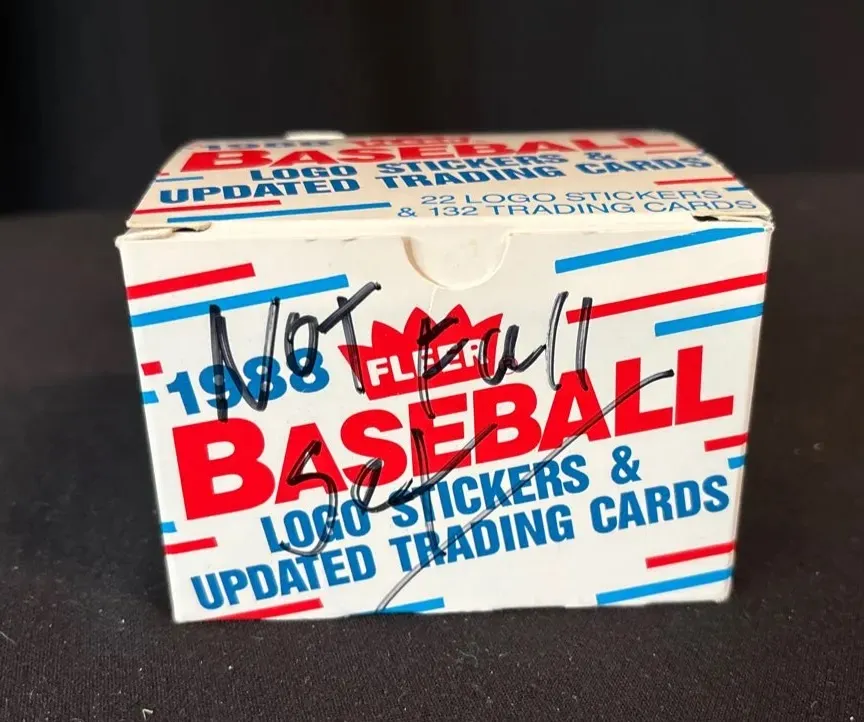 1988
BASEBALL
LOGO STICKERS &
UPDATED TRADING CARDS
22 LOGO STICKERS
& 132 TRADING CARDS
Not Full
Set
FLEER
1988
BASEBALL
LOGO STICKERS &
UPDATED TRADING CARDS